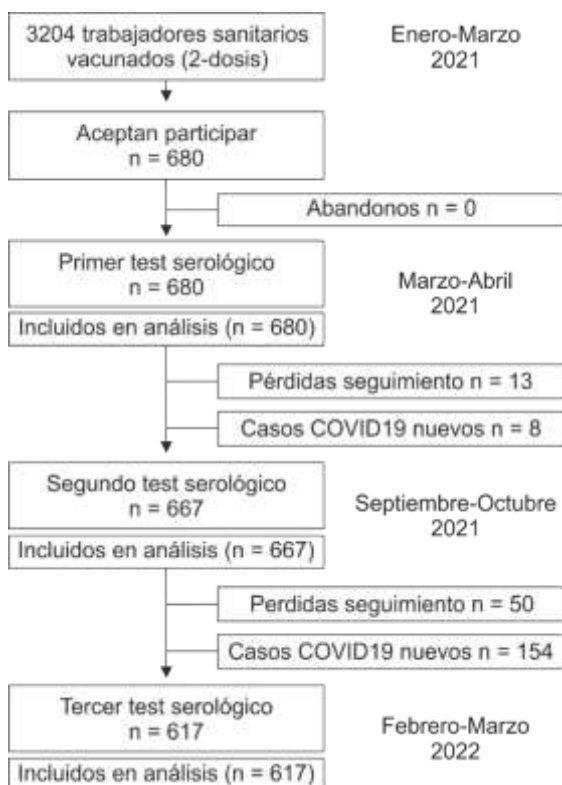 3204 trabajadores sanitarios
vacunados (2-dosis)
Enero-Marzo
2021
Aceptan participar
n = 680
Abandonos n = 0
Primer test serológico
n = 680
Marzo-Abril
2021
Incluidos en análisis (n = 680)
Pérdidas seguimiento n = 13
Casos COVID19 nuevos n = 8
Segundo test serológico
n = 667
Septiembre-Octubre
2021
Incluidos en análisis (n = 667)
Perdidas seguimiento n = 50
Casos COVID19 nuevos n = 154
Tercer test serológico
n = 617
Febrero-Marzo
2022
Incluidos en análisis (n = 617)